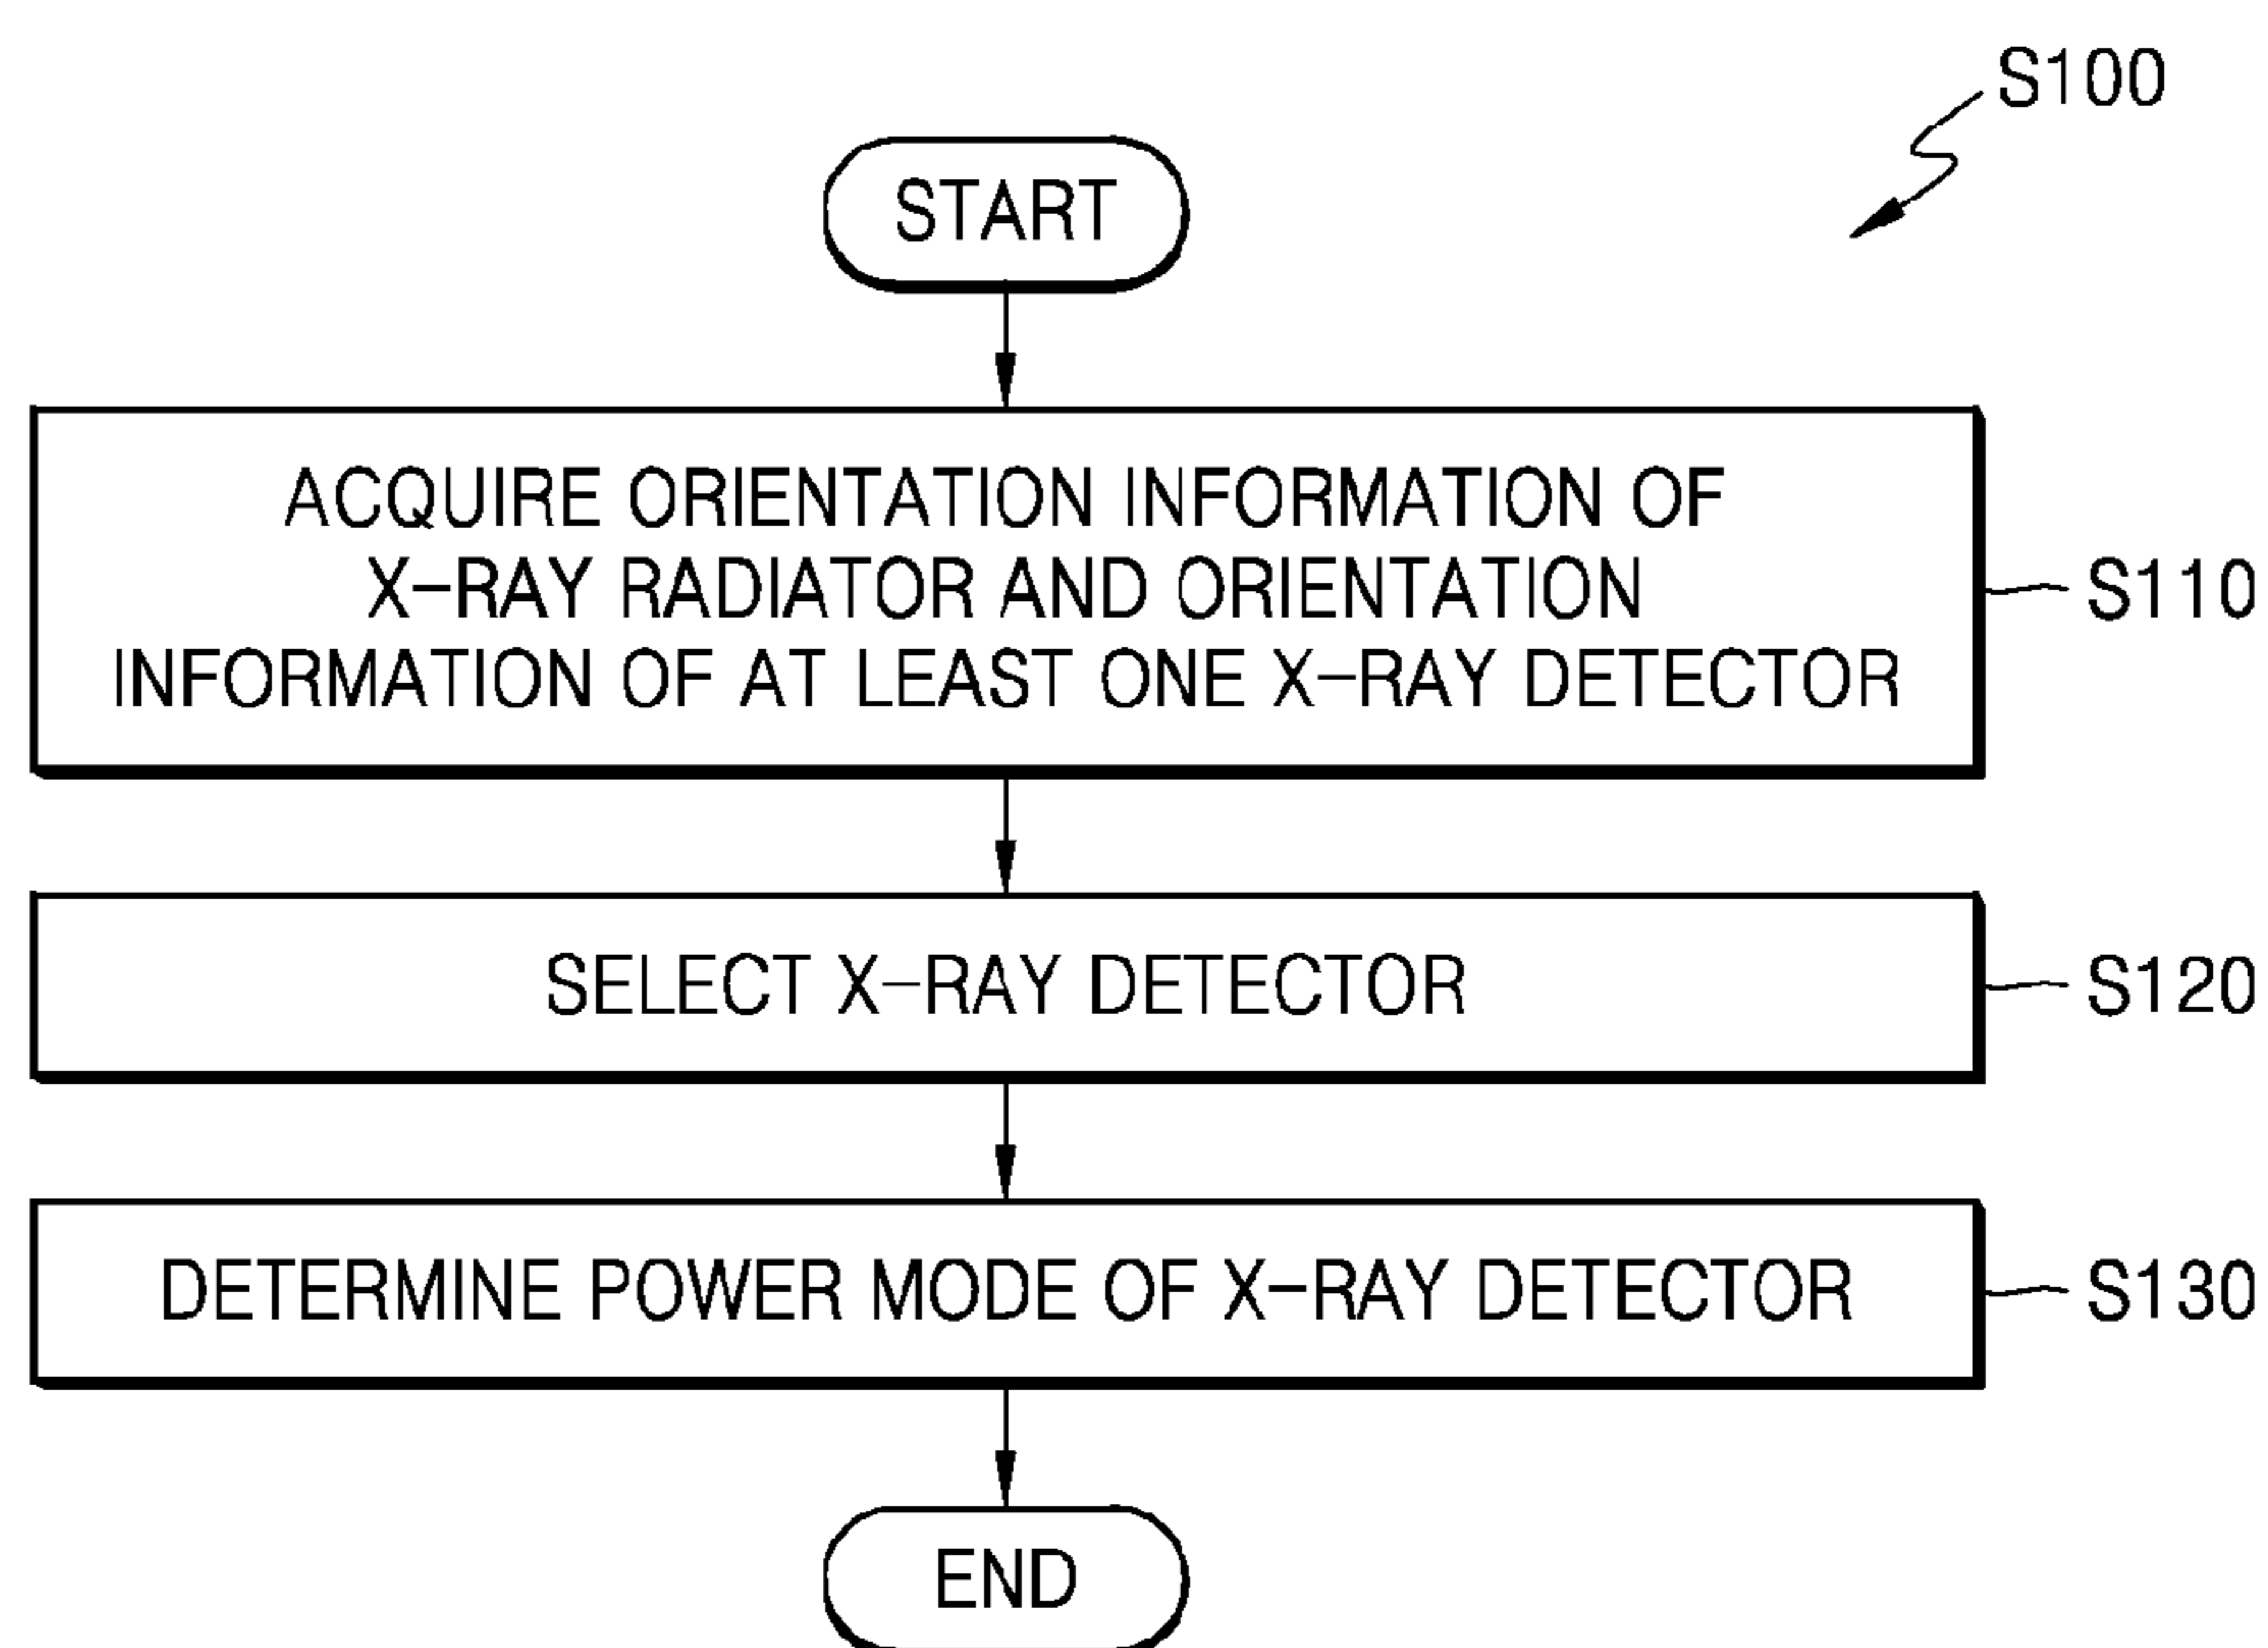 S100
START
ACQUIRE ORIENTATION INFORMATION OF
X-RAY RADIATOR AND ORIENTATION
INFORMATION OF AT LEAST ONE X-RAY DETECTOR
S110
SELECT X-RAY DETECTOR
S120
DETERMINE POWER MODE OF X-RAY DETECTOR
S130
END